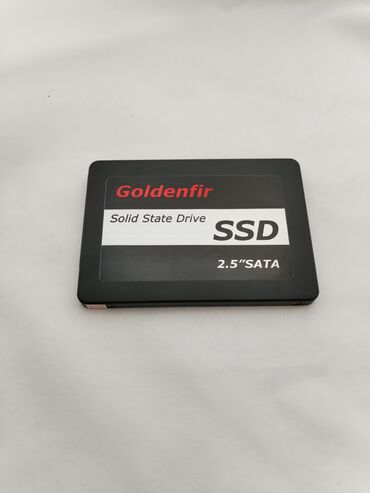 Goldenfir
Solid State Drive
SSD
2.5"SATA